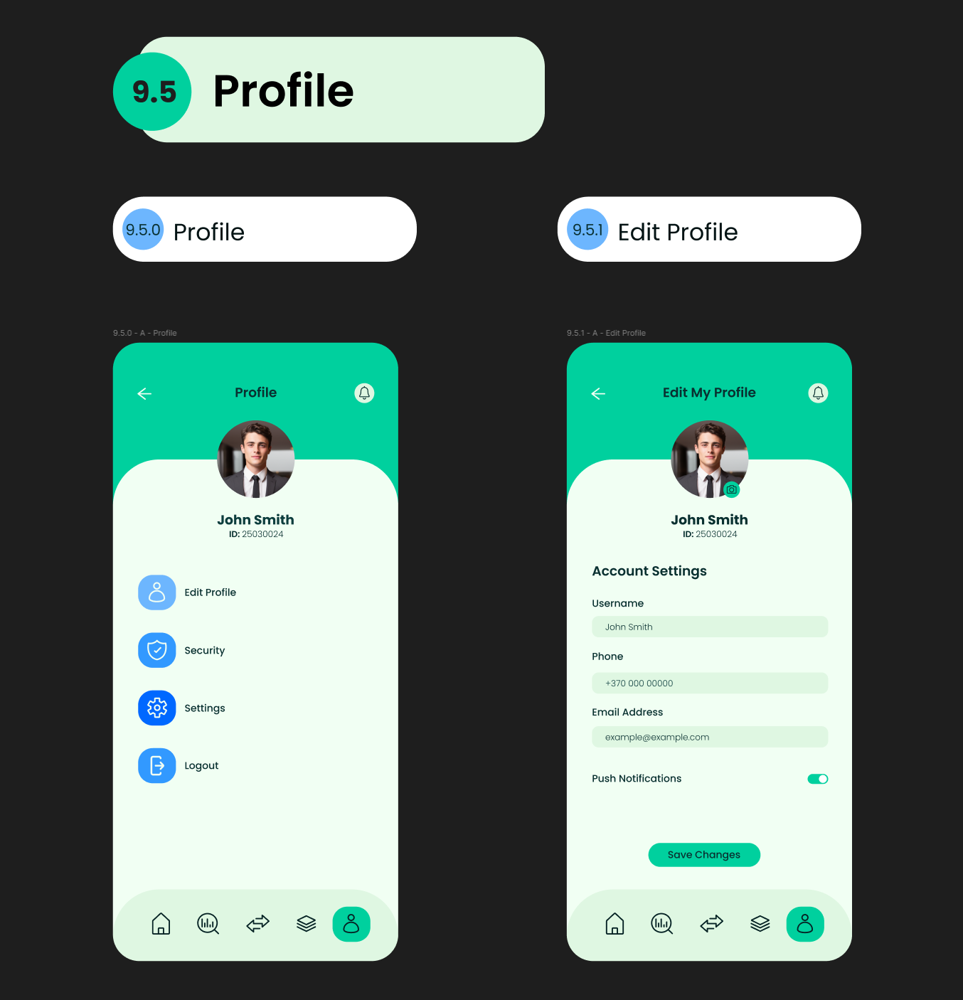 9.5 Profile
9.5.0 Profile
9.5.1 Edit Profile
9.5.0 - A - Profile
Profile
John Smith
ID: 25030024
Edit Profile
Security
Settings
Logout
9.5.1 - A - Edit Profile
Edit My Profile
John Smith
ID: 25030024
Account Settings
Username
John Smith
Phone
+370 000 00000
Email Address
example@example.com
Push Notifications
Save Changes